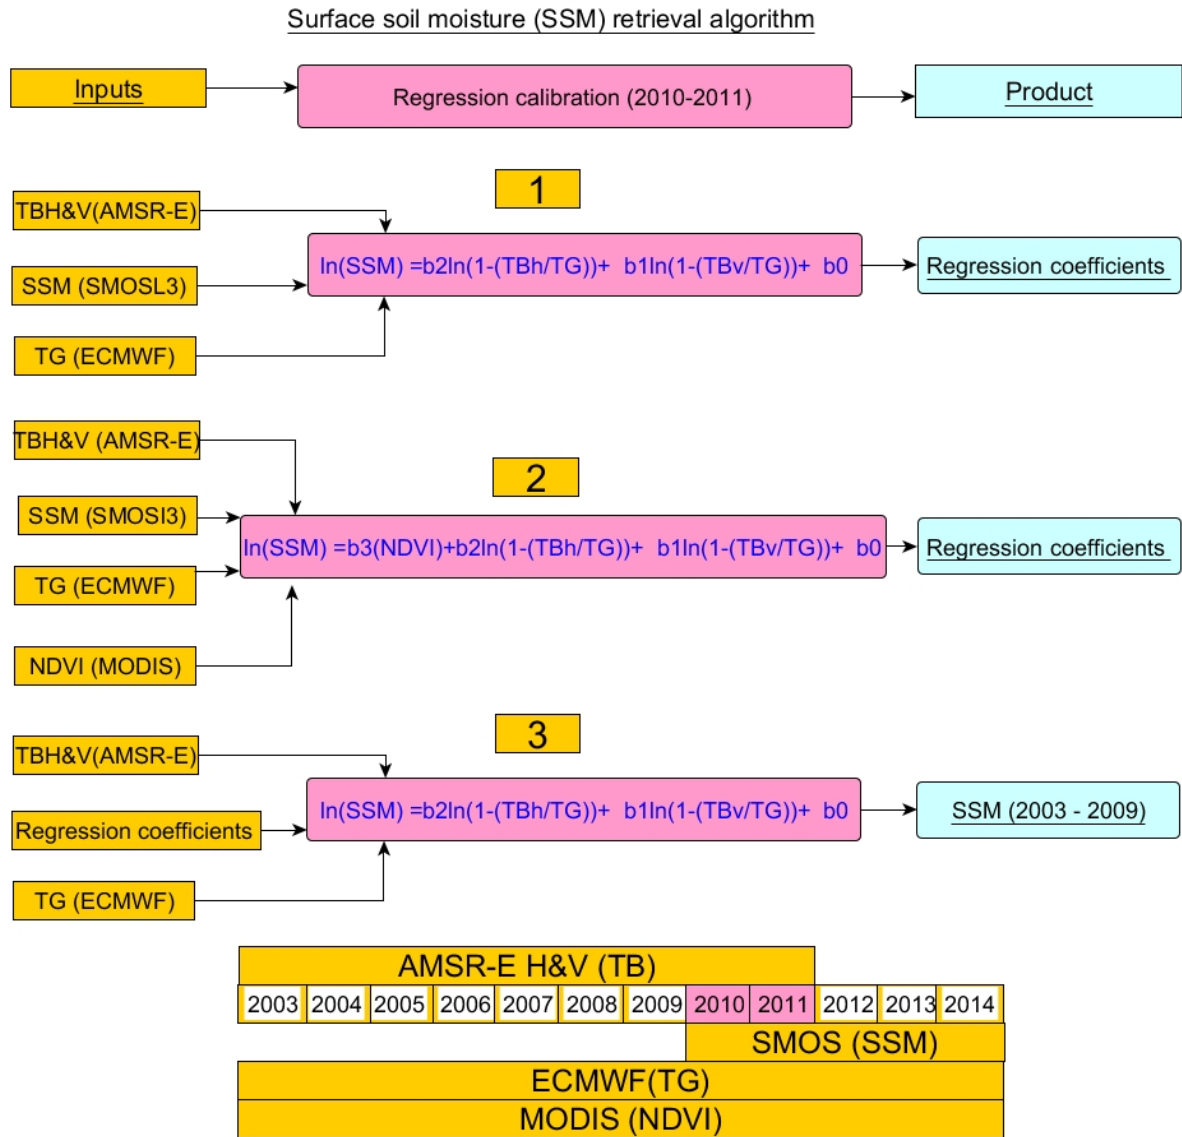 Surface soil moisture (SSM) retrieval algorithm
Inputs
Regression calibration (2010-2011)
Product
1
TBH&V(AMSR-E)
SSM (SMOSL3)
TG (ECMWF)
ln(SSM) =b2ln(1-(TBh/TG))+ b1ln(1-(TBv/TG))+ b0
Regression coefficients
2
TBH&V (AMSR-E)
SSM (SMOSl3)
TG (ECMWF)
NDVI (MODIS)
ln(SSM) =b3(NDVI)+b2ln(1-(TBh/TG))+ b1ln(1-(TBv/TG))+ b0
Regression coefficients
3
TBH&V(AMSR-E)
Regression coefficients
TG (ECMWF)
ln(SSM) =b2ln(1-(TBh/TG))+ b1ln(1-(TBv/TG))+ b0
SSM (2003 - 2009)
AMSR-E H&V (TB)
2003 2004 2005 2006 2007 2008 2009 2010 2011 2012 2013 2014
SMOS (SSM)
ECMWF(TG)
MODIS (NDVI)